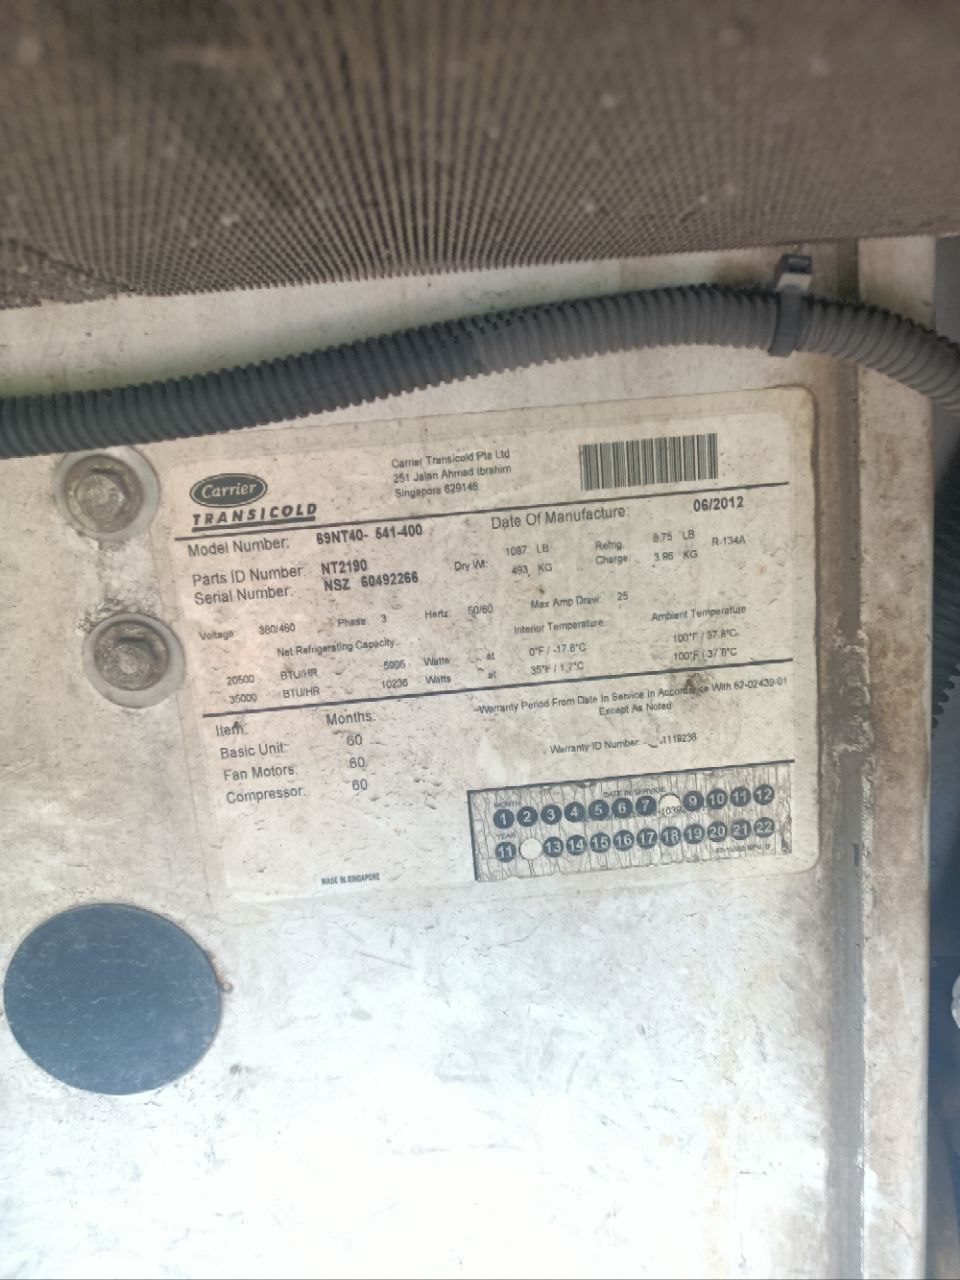 Carrier
TRANSICOLD
Carrier Transicold Pte Ltd
251 Jalan Ahmad Ibrahim
Singapore 629146
Model Number: 69NT40- 541-400
Date Of Manufacture: 06/2012
Parts ID Number: NT2190
Serial Number: NSZ 60492266
Dry Wt: 1087 LB
493 KG
Refrig. Charge: 8.75 LB R-134A
3.96 KG
Voltage: 380/460 Phase: 3 Hertz: 50/60 Max Amp Draw: 25
Net Refrigerating Capacity: Interior Temperature: Ambient Temperature
20500 BTU/HR 5995 Watts at 0°F / -17.8°C 100°F / 37.8°C
35000 BTU/HR 10236 Watts at 35°F / 1.7°C 100°F / 37.8°C
Item: Months:
Basic Unit: 60
Fan Motors: 60
Compressor: 60
Warranty Period From Date In Service In Accordance With 62-02439-01
Except As Noted
Warranty ID Number: 1119236
DATE IN SERVICE
MONTH
1 2 3 4 5 6 7 9 10 11 12
YEAR
11 13 14 15 16 17 18 19 20 21 22
MADE IN SINGAPORE